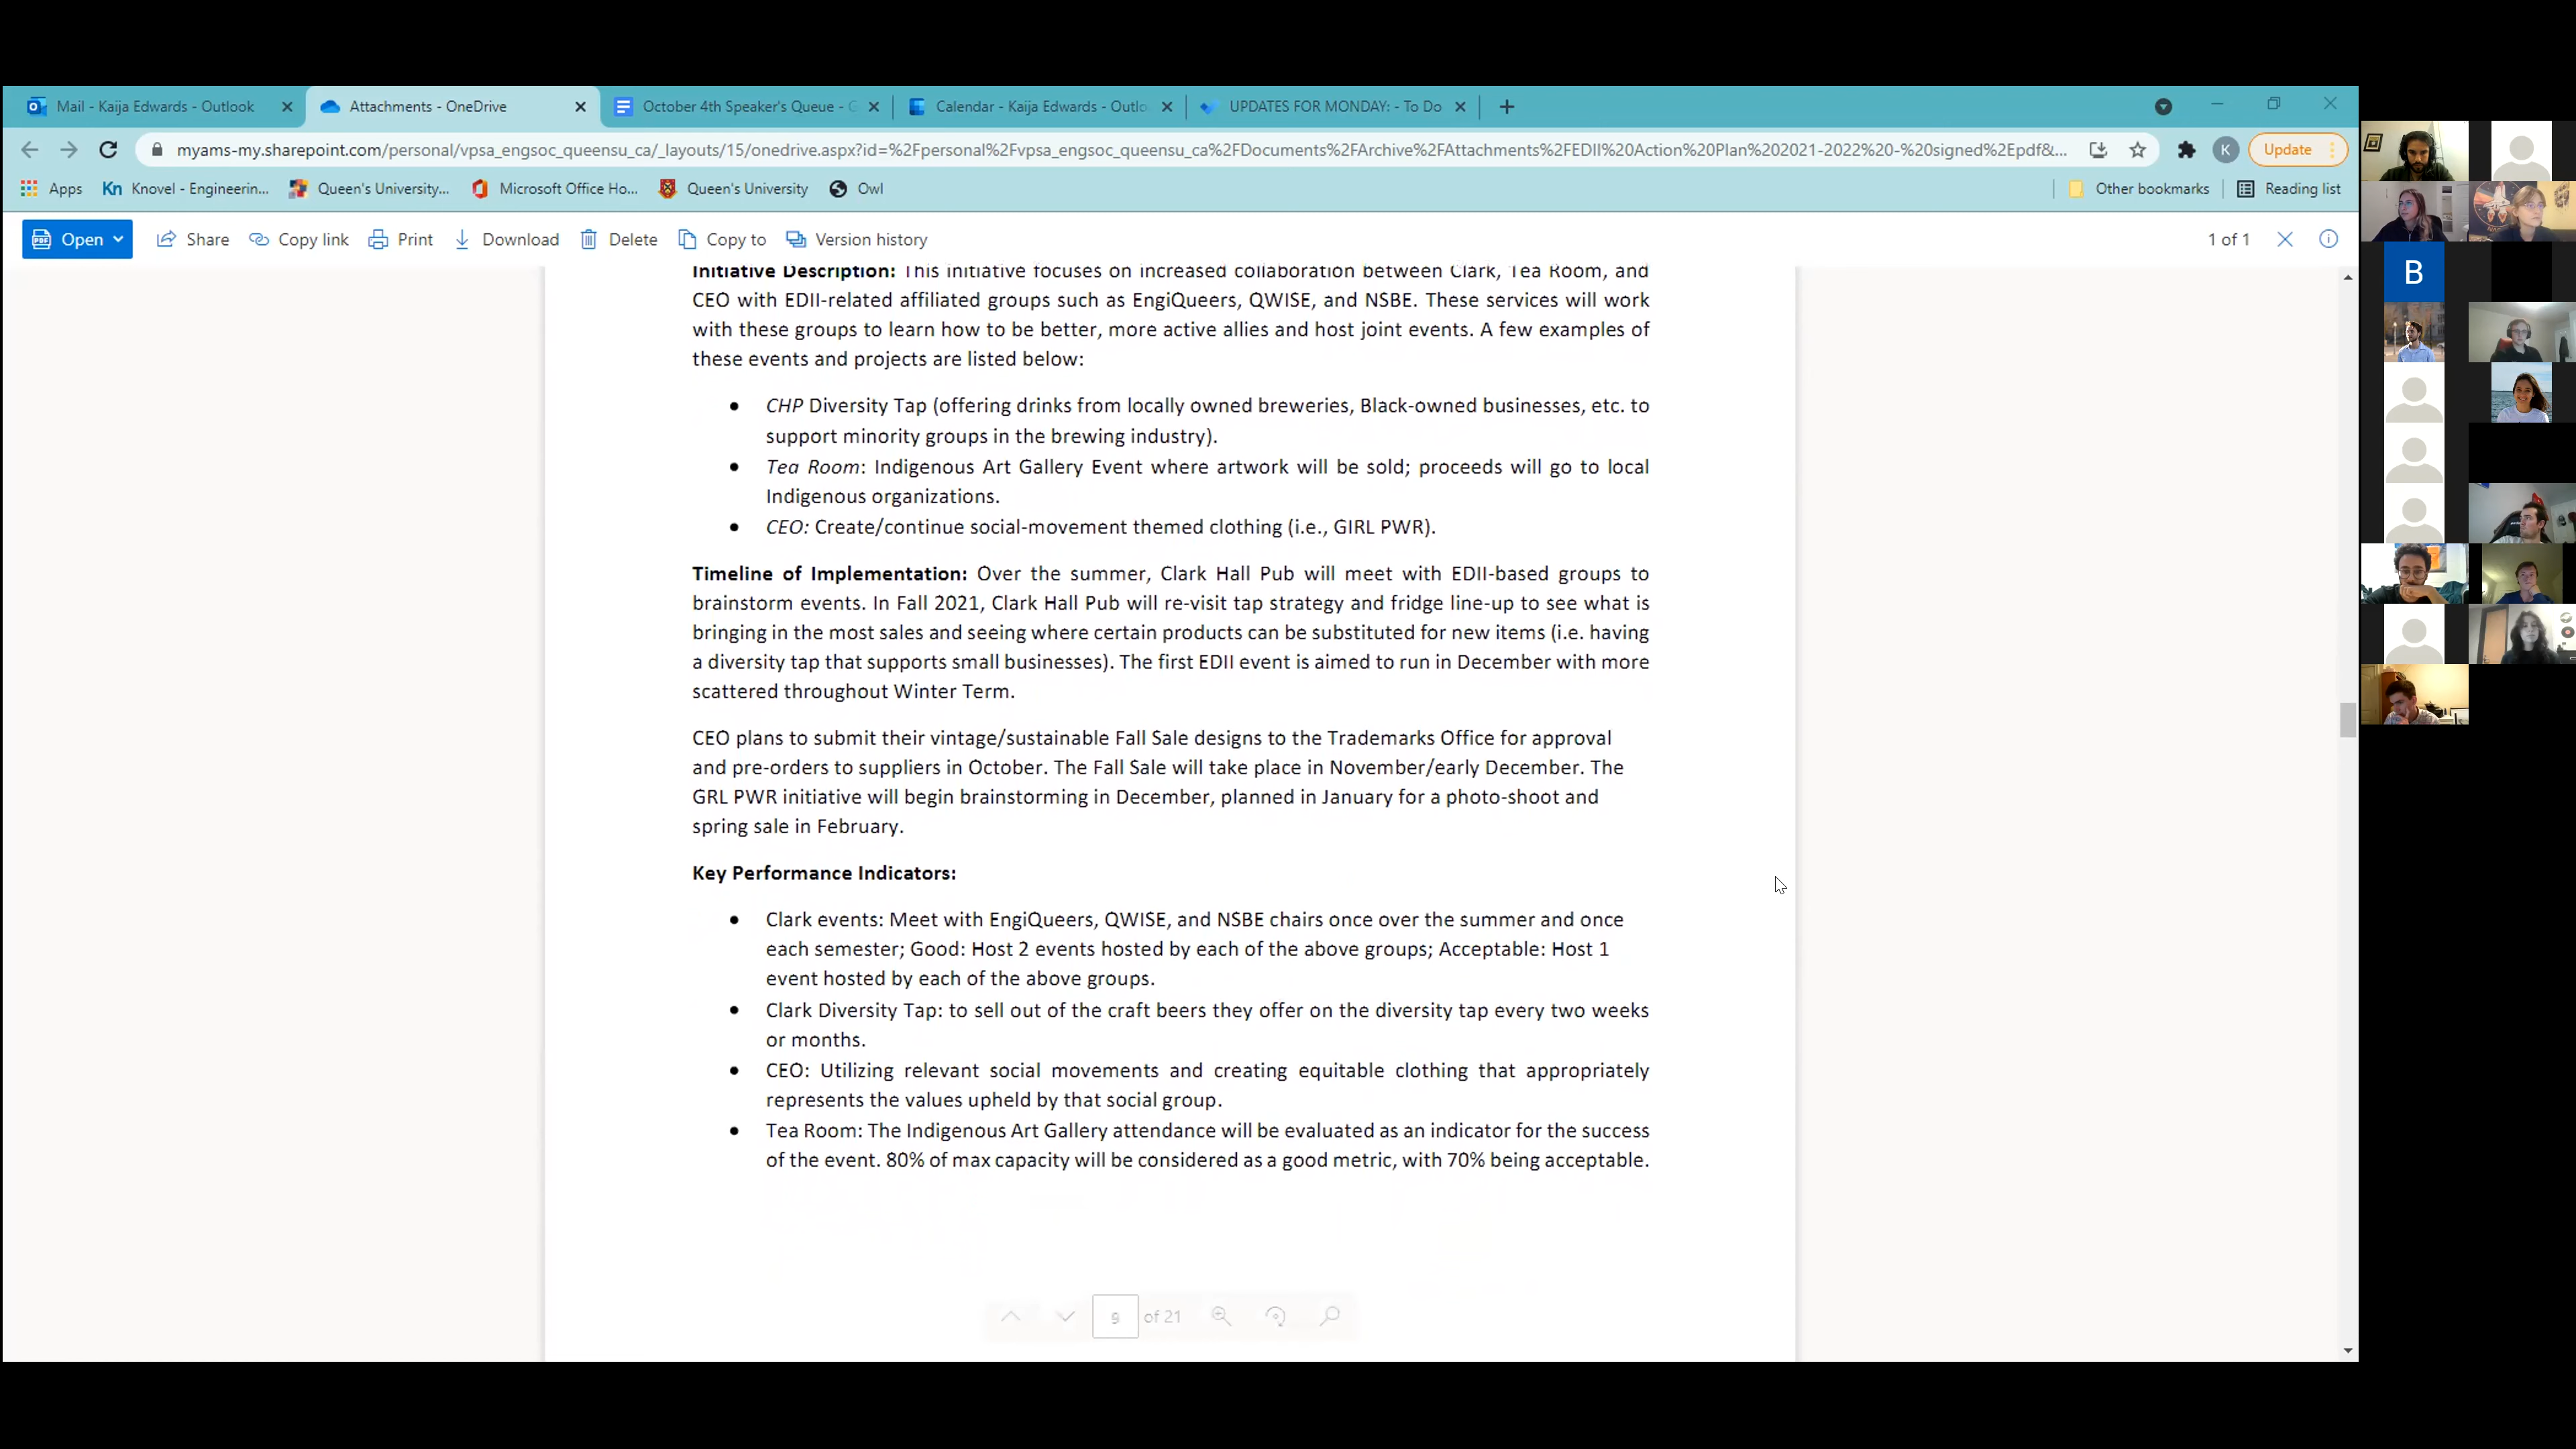 Mail - Kaija Edwards - Outlook
Attachments - OneDrive
October 4th Speaker's Queue - G
Calendar - Kaija Edwards - Outlo
UPDATES FOR MONDAY: - To Do
myams-my.sharepoint.com/personal/vpsa_engsoc_queensu_ca/_layouts/15/onedrive.aspx?id=%2Fpersonal%2Fvpsa_engsoc_queensu_ca%2FDocuments%2FArchive%2FAttachments%2FEDII%20Action%20Plan%202021-2022%20-%20signed%2Epdf&...
K
Update
Apps
Kn Knovel - Engineerin...
Queen's University...
Microsoft Office Ho...
Queen's University
Owl
Other bookmarks
Reading list
Open
Share
Copy link
Print
Download
Delete
Copy to
Version history
1 of 1
Initiative Description: This initiative focuses on increased collaboration between Clark, Tea Room, and
CEO with EDII-related affiliated groups such as EngiQueers, QWISE, and NSBE. These services will work
with these groups to learn how to be better, more active allies and host joint events. A few examples of
these events and projects are listed below:
• CHP Diversity Tap (offering drinks from locally owned breweries, Black-owned businesses, etc. to
support minority groups in the brewing industry).
• Tea Room: Indigenous Art Gallery Event where artwork will be sold; proceeds will go to local
Indigenous organizations.
• CEO: Create/continue social-movement themed clothing (i.e., GIRL PWR).
Timeline of Implementation: Over the summer, Clark Hall Pub will meet with EDII-based groups to
brainstorm events. In Fall 2021, Clark Hall Pub will re-visit tap strategy and fridge line-up to see what is
bringing in the most sales and seeing where certain products can be substituted for new items (i.e. having
a diversity tap that supports small businesses). The first EDII event is aimed to run in December with more
scattered throughout Winter Term.
CEO plans to submit their vintage/sustainable Fall Sale designs to the Trademarks Office for approval
and pre-orders to suppliers in October. The Fall Sale will take place in November/early December. The
GRL PWR initiative will begin brainstorming in December, planned in January for a photo-shoot and
spring sale in February.
Key Performance Indicators:
• Clark events: Meet with EngiQueers, QWISE, and NSBE chairs once over the summer and once
each semester; Good: Host 2 events hosted by each of the above groups; Acceptable: Host 1
event hosted by each of the above groups.
• Clark Diversity Tap: to sell out of the craft beers they offer on the diversity tap every two weeks
or months.
• CEO: Utilizing relevant social movements and creating equitable clothing that appropriately
represents the values upheld by that social group.
• Tea Room: The Indigenous Art Gallery attendance will be evaluated as an indicator for the success
of the event. 80% of max capacity will be considered as a good metric, with 70% being acceptable.
9 of 21
B